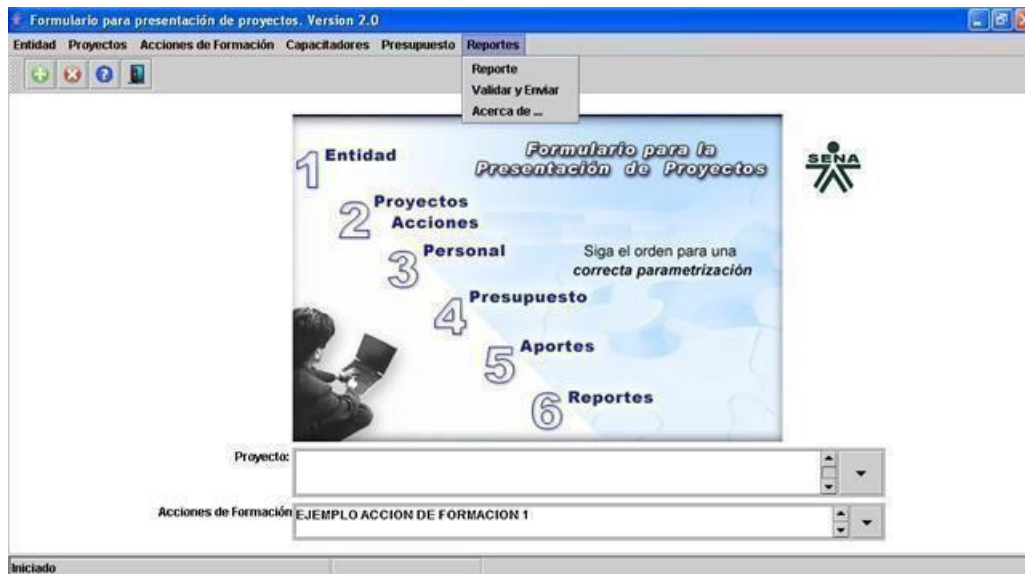 Formulario para presentación de proyectos. Version 2.0
Entidad Proyectos Acciones de Formación Capacitadores Presupuesto Reportes
Reporte
Validar y Enviar
Acerca de ...
Formulario para la
Presentación de Proyectos
SENA
1 Entidad
2 Proyectos
Acciones
3 Personal
Siga el orden para una
correcta parametrización
4 Presupuesto
5 Aportes
6 Reportes
Proyecto:
Acciones de Formación EJEMPLO ACCION DE FORMACION 1
Iniciado